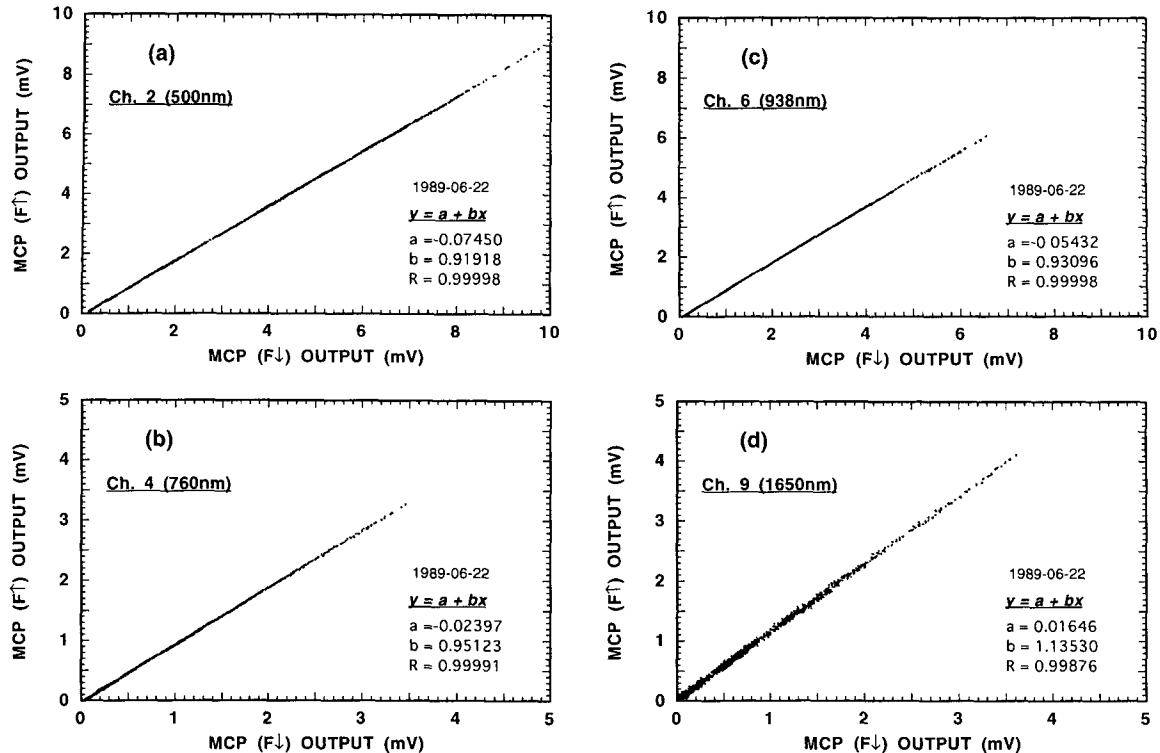 (a)
Ch. 2 (500nm)
MCP (F↑) OUTPUT (mV)
10
8
6
4
2
0
1989-06-22
y = a + bx
a =-0.07450
b = 0.91918
R = 0.99998
0 2 4 6 8 10
MCP (F↓) OUTPUT (mV)
(c)
Ch. 6 (938nm)
MCP (F↑) OUTPUT (mV)
10
8
6
4
2
0
1989-06-22
y = a + bx
a =-0 05432
b = 0.93096
R = 0.99998
0 2 4 6 8 10
MCP (F↓) OUTPUT (mV)
(b)
Ch. 4 (760nm)
MCP (F↑) OUTPUT (mV)
5
4
3
2
1
0
1989-06-22
y = a + bx
a =-0.02397
b = 0.95123
R = 0.99991
0 1 2 3 4 5
MCP (F↓) OUTPUT (mV)
(d)
Ch. 9 (1650nm)
MCP (F↑) OUTPUT (mV)
5
4
3
2
1
0
1989-06-22
y = a + bx
a = 0.01646
b = 1.13530
R = 0.99876
0 1 2 3 4 5
MCP (F↓) OUTPUT (mV)